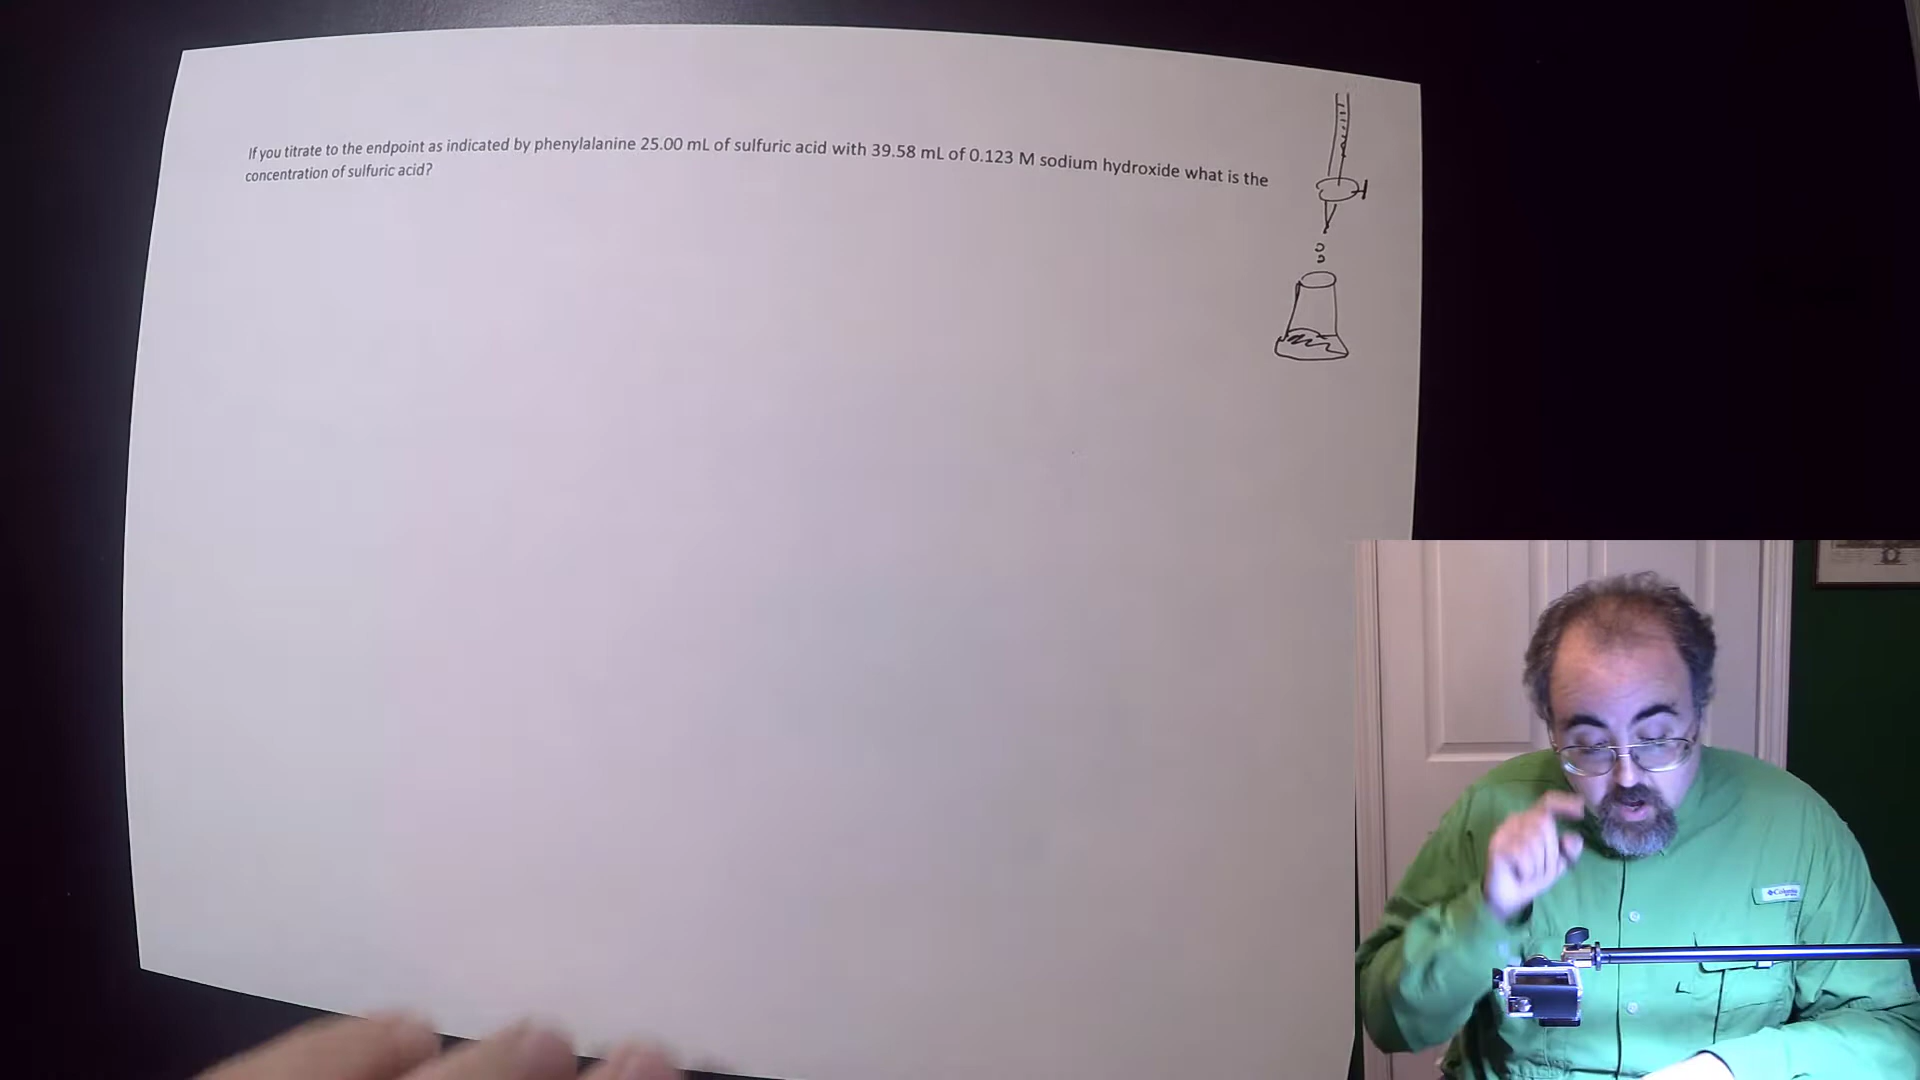 If you titrate to the endpoint as indicated by phenylalanine 25.00 mL of sulfuric acid with 39.58 mL of 0.123 M sodium hydroxide what is the
concentration of sulfuric acid?
Columbia